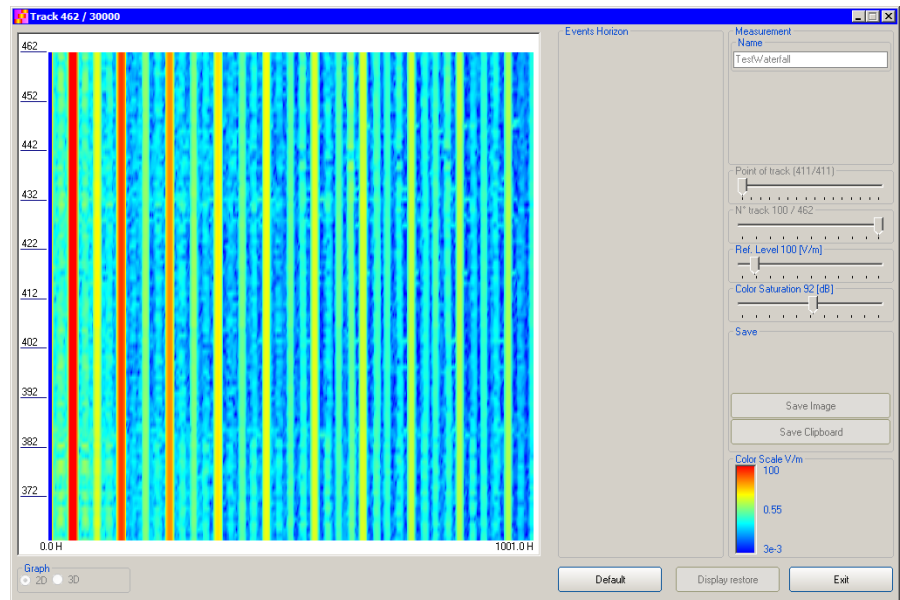 Track 462 / 30000
462
452
442
432
422
412
402
392
382
372
0.0 H
1001.0 H
Graph
2D
3D
Events Horizon
Measurement
Name
TestWaterfall
Point of track (411/411)
N° track 100 / 462
Ref. Level 100 [V/m]
Color Saturation 92 [dB]
Save
Save Image
Save Clipboard
Color Scale V/m
100
0.55
3e-3
Default
Display restore
Exit